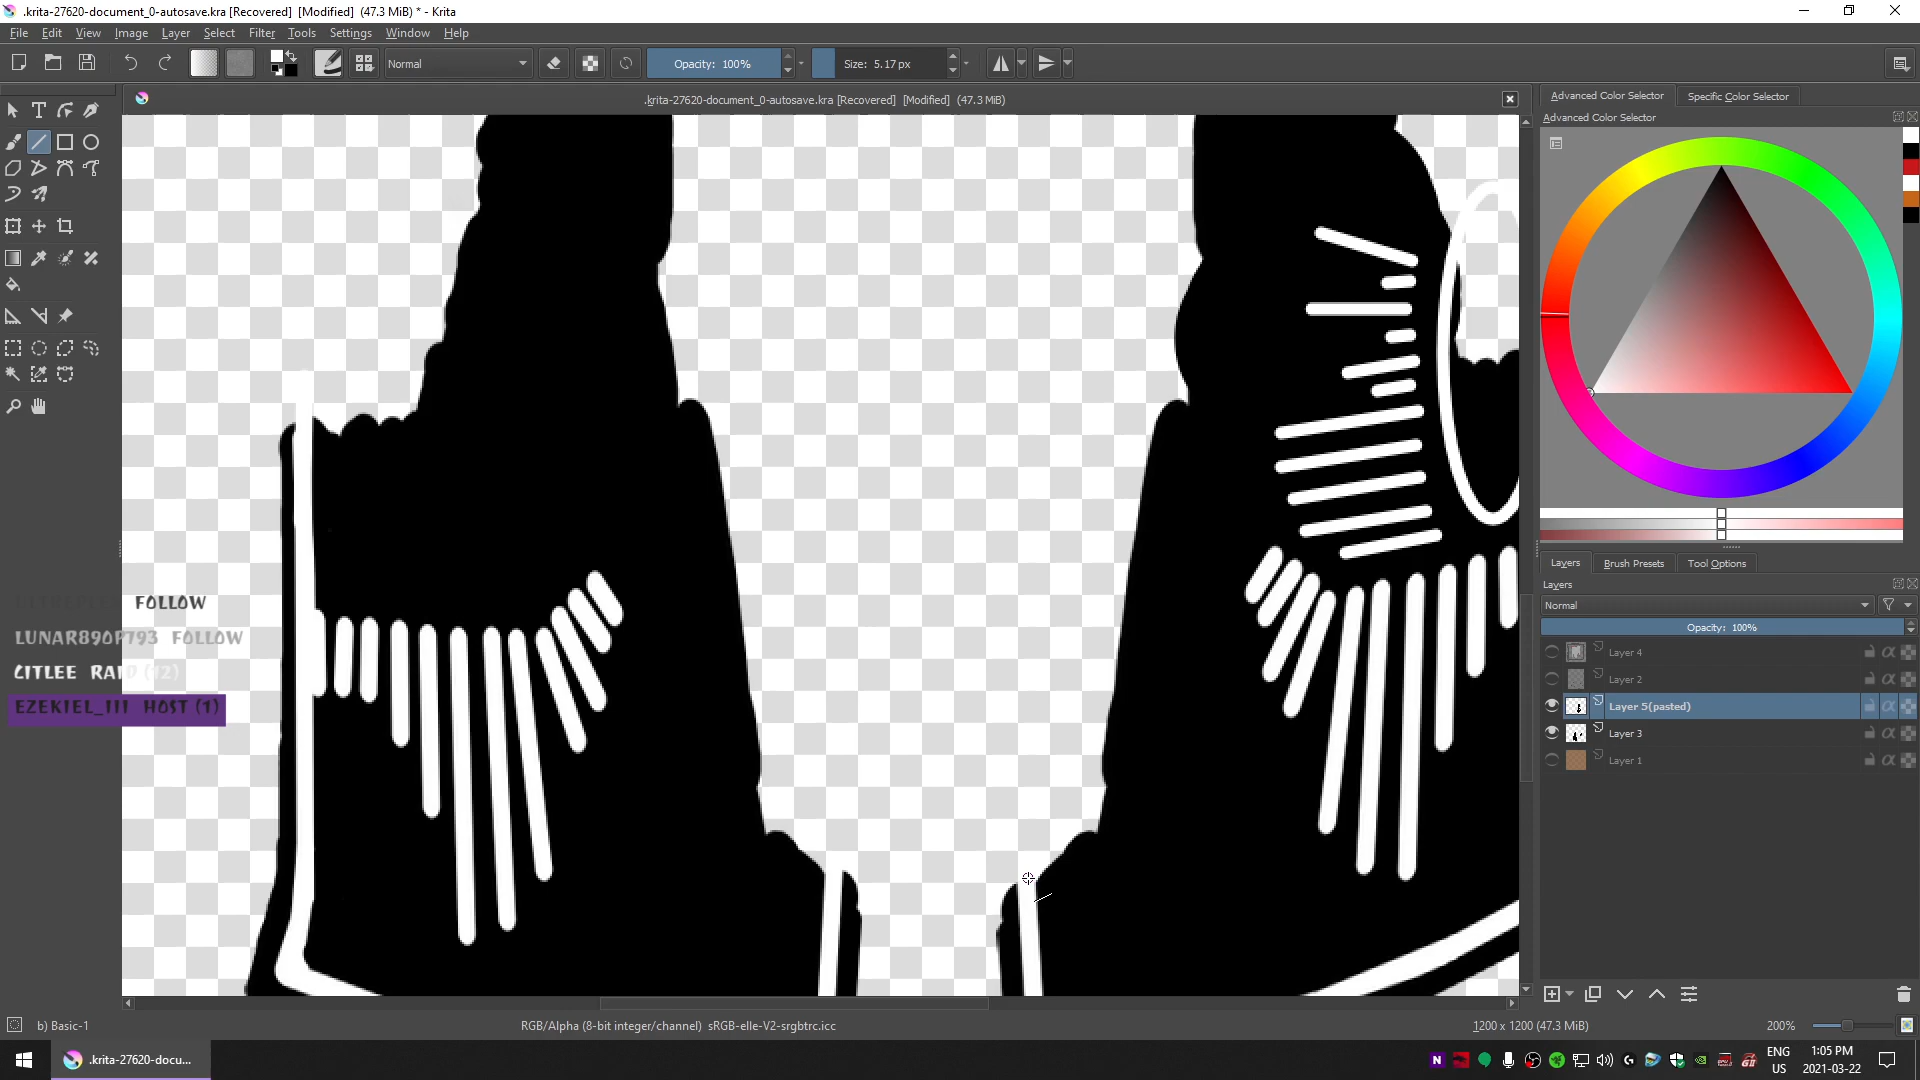 .krita-27620-document_0-autosave.kra [Recovered]  [Modified]  (47.3 MiB) * - Krita
File Edit View Image Layer Select Filter Tools Settings Window Help
Normal
Opacity: 100%
Size: 5.17 px
.krita-27620-document_0-autosave.kra [Recovered]  [Modified]  (47.3 MiB)
Advanced Color Selector
Specific Color Selector
Advanced Color Selector
FOLLOW
LUNAR890P793 FOLLOW
CITLEE RAID (12)
EZEKIEL_III HOST (1)
Layers
Brush Presets
Tool Options
Layers
Normal
Opacity: 100%
Layer 4
Layer 2
Layer 5(pasted)
Layer 3
Layer 1
b) Basic-1
RGB/Alpha (8-bit integer/channel)  sRGB-elle-V2-srgbtrc.icc
1200 x 1200 (47.3 MiB)
200%
.krita-27620-docu...
ENG
US
1:05 PM
2021-03-22